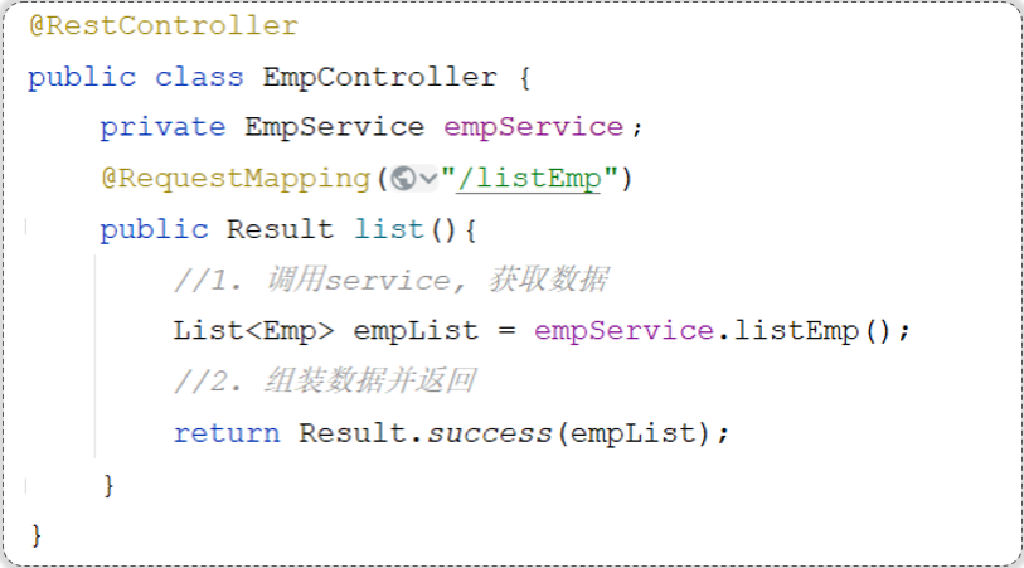 @RestController
public class EmpController {
    private EmpService empService;
    @RequestMapping("/listEmp")
    public Result list(){
        //1. 调用service, 获取数据
        List<Emp> empList = empService.listEmp();
        //2. 组装数据并返回
        return Result.success(empList);
    }
}